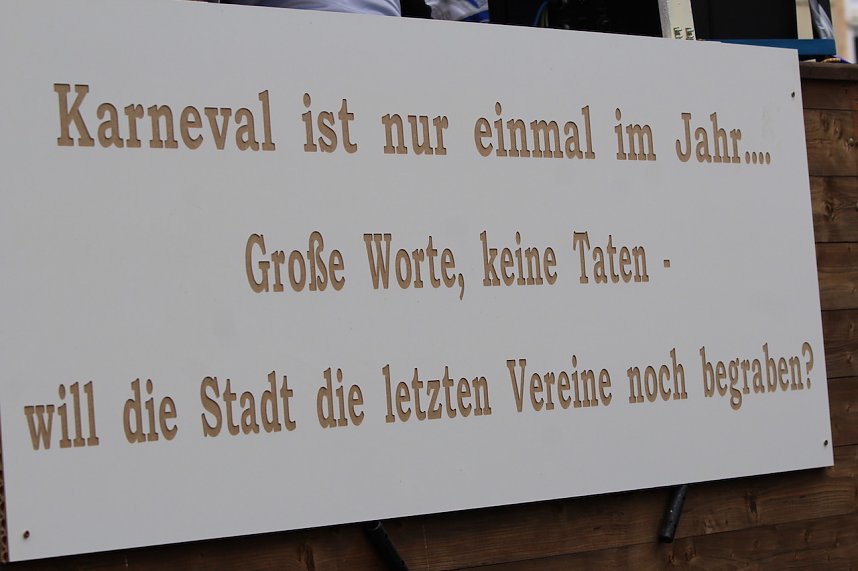 Karneval ist nur einmal im Jahr....
Große Worte, keine Taten -
will die Stadt die letzten Vereine noch begraben?